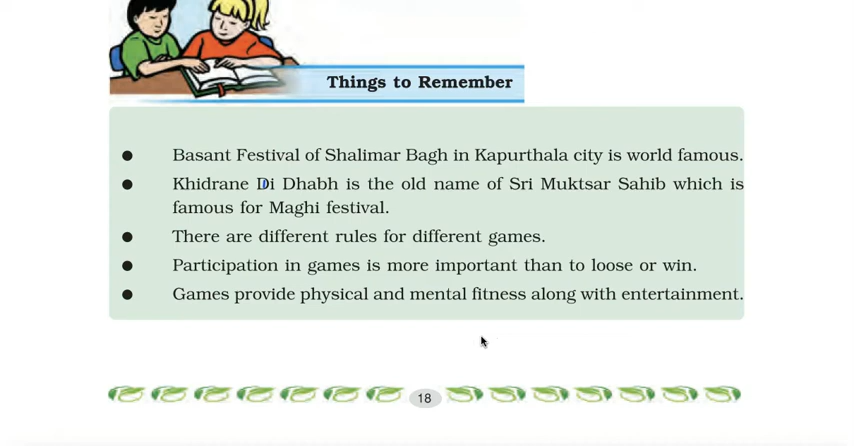 Things to Remember
● Basant Festival of Shalimar Bagh in Kapurthala city is world famous.
● Khidrane Di Dhabh is the old name of Sri Muktsar Sahib which is
famous for Maghi festival.
● There are different rules for different games.
● Participation in games is more important than to loose or win.
● Games provide physical and mental fitness along with entertainment.
18